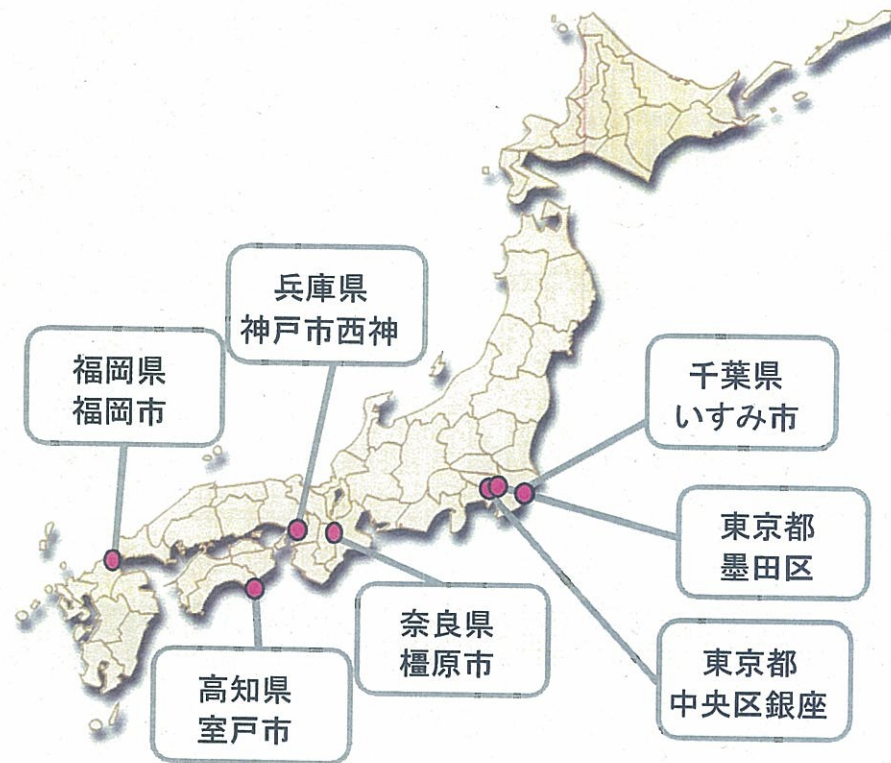 兵庫県
神戸市西神
福岡県
福岡市
千葉県
いすみ市
東京都
墨田区
奈良県
橿原市
東京都
中央区銀座
高知県
室戸市